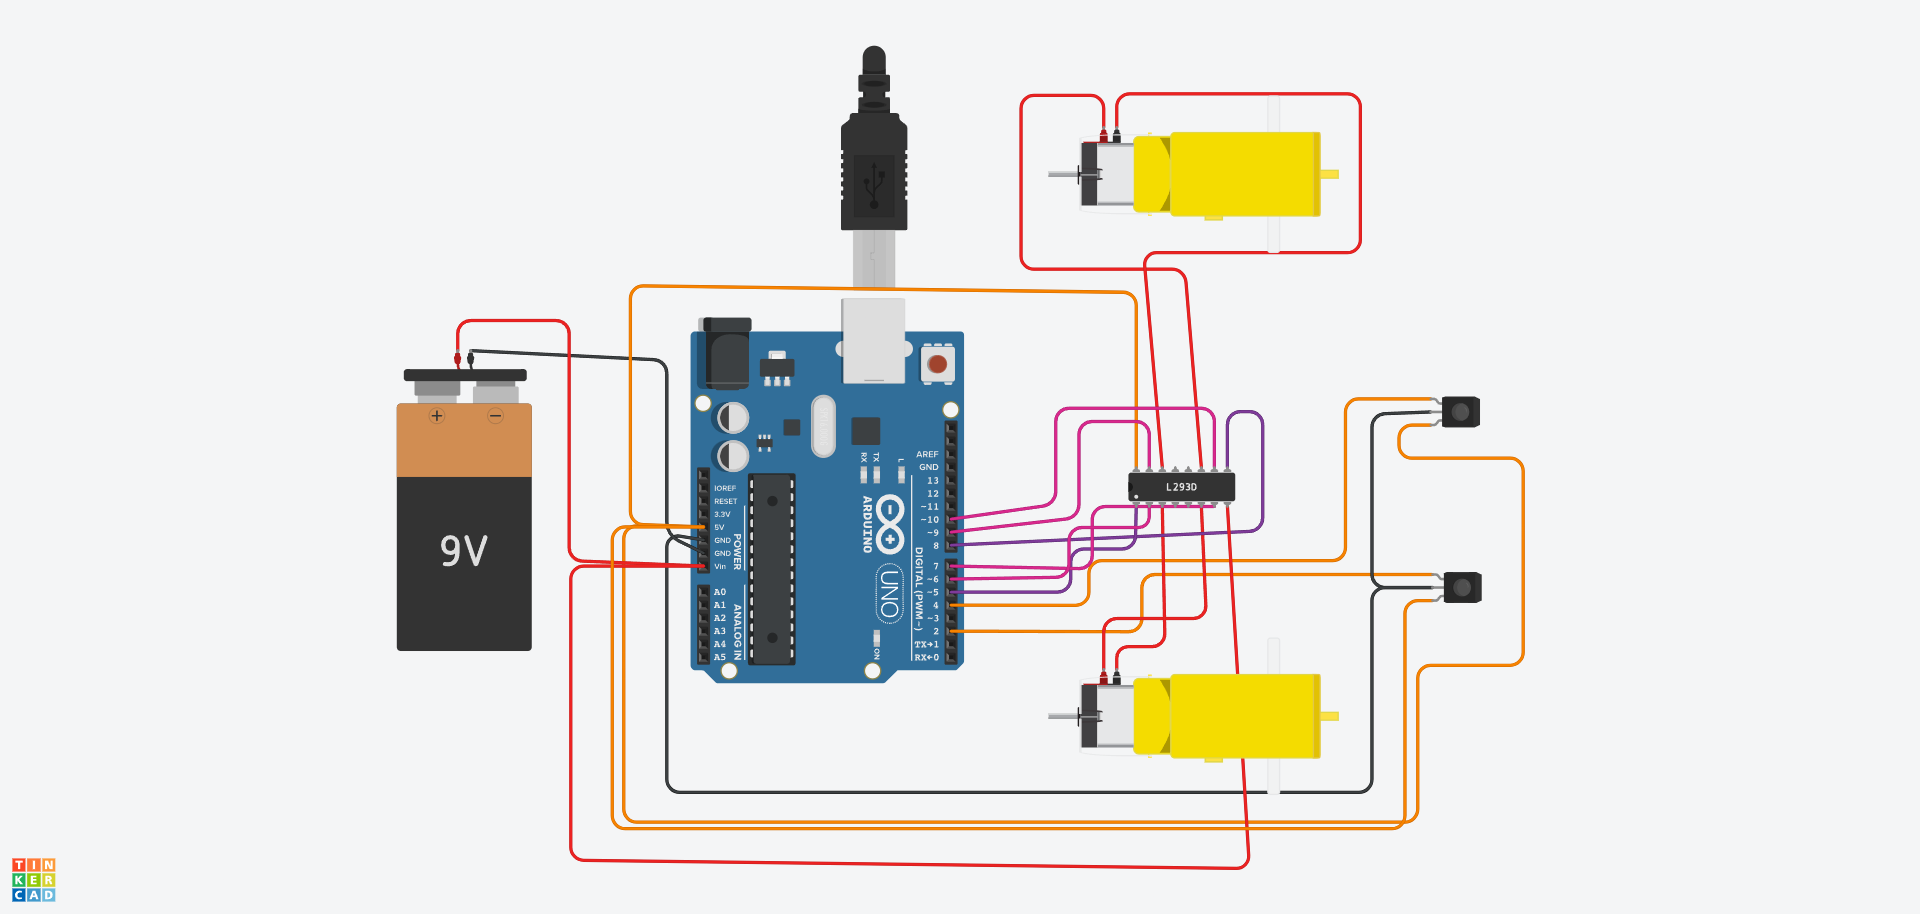 9V
+ −
IOREF
RESET
3.3V
5V
GND
GND
Vin
POWER
A0
A1
A2
A3
A4
A5
ANALOG IN
RX TX L
ARDUINO
UNO
ON
AREF
GND
13
12
~11
~10
~9
8
7
~6
~5
4
~3
2
TX→1
RX←0
DIGITAL (PWM~)
L293D
TIN
KER
CAD